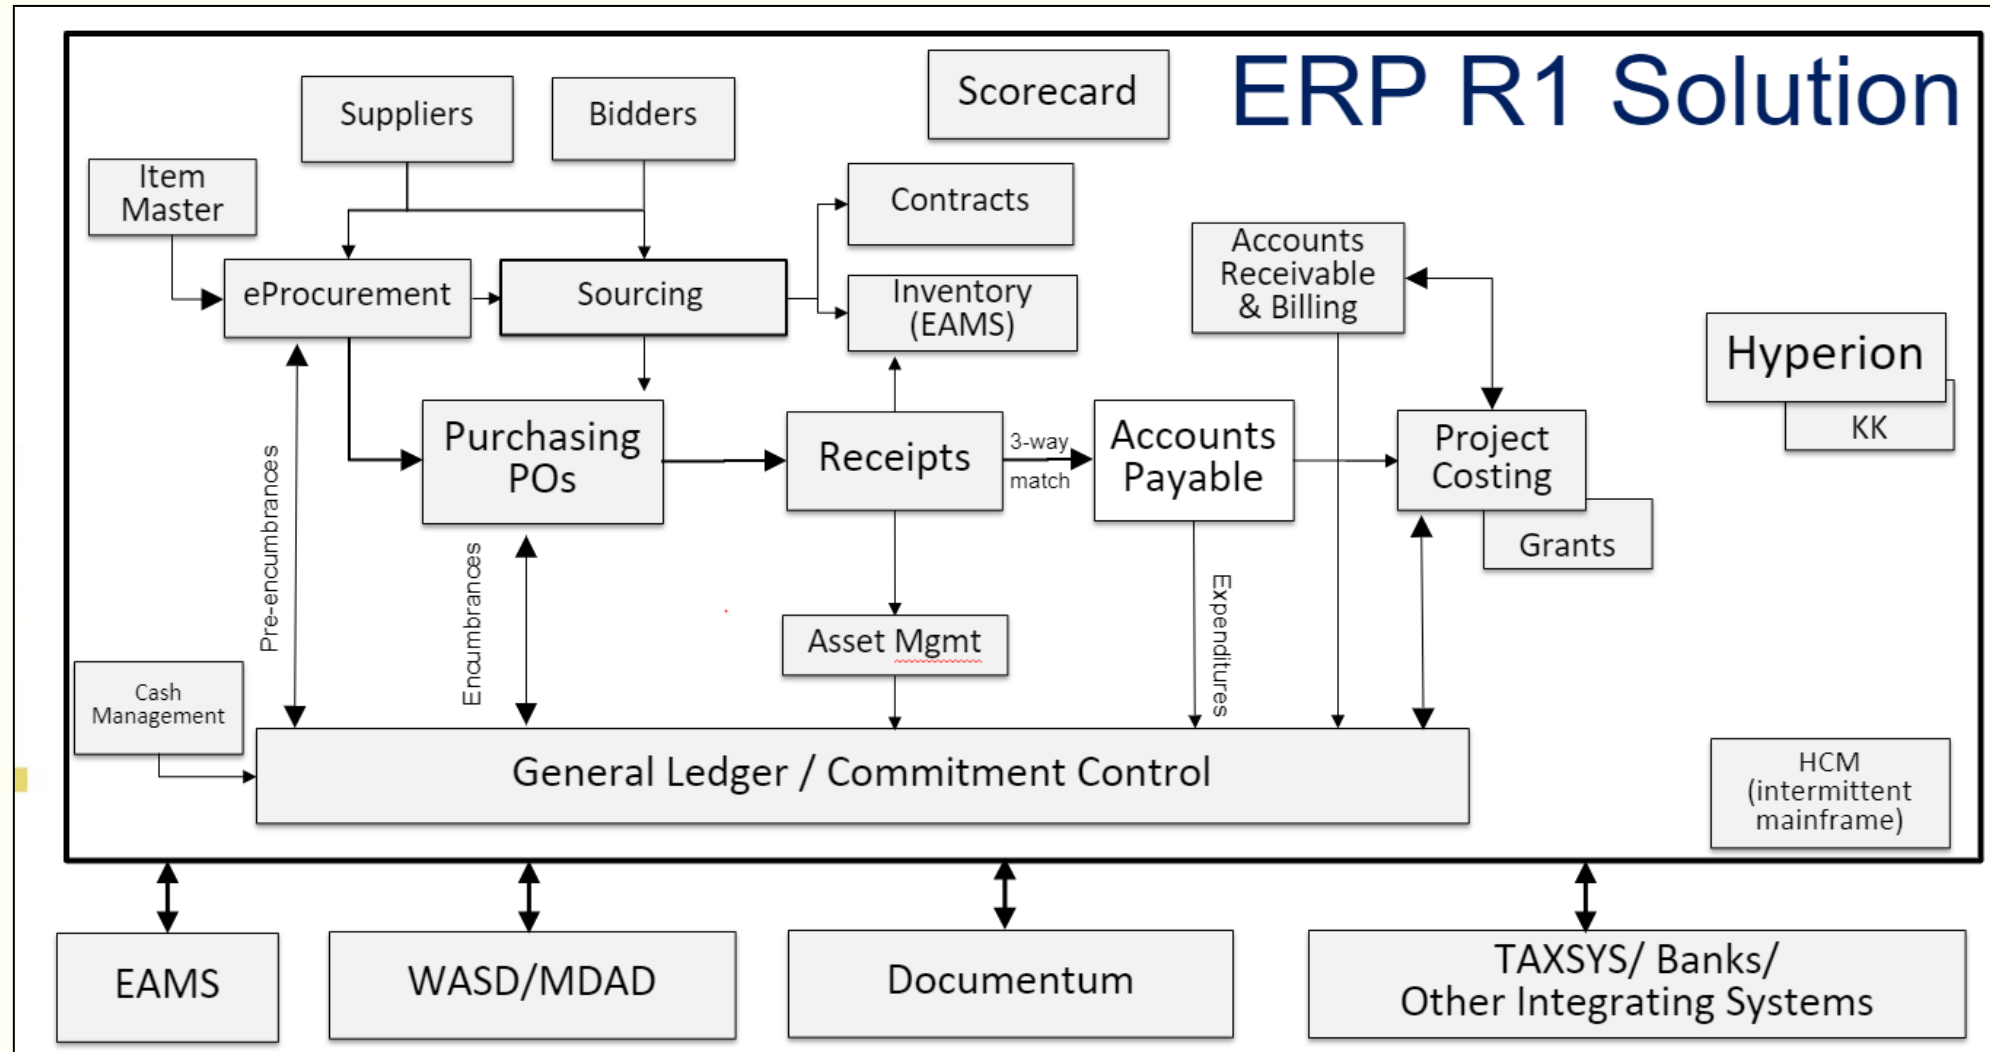 ERP R1 Solution
Scorecard
Suppliers
Bidders
Item
Master
Contracts
eProcurement
Sourcing
Inventory
(EAMS)
Accounts
Receivable
& Billing
Hyperion
KK
Purchasing
POs
Receipts
3-way
match
Accounts
Payable
Project
Costing
Grants
Pre-encumbrances
Encumbrances
Expenditures
Asset Mgmt
Cash
Management
General Ledger / Commitment Control
HCM
(intermittent
mainframe)
EAMS
WASD/MDAD
Documentum
TAXSYS/ Banks/
Other Integrating Systems